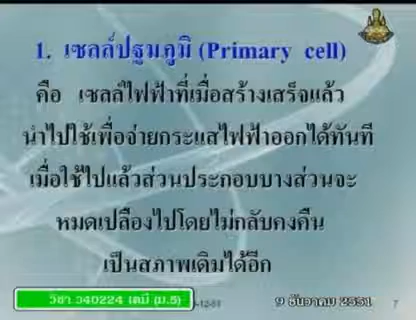 1. เซลล์ปฐมภูมิ (Primary cell)
คือ เซลล์ไฟฟ้าที่เมื่อสร้างเสร็จแล้ว
นำไปใช้เพื่อจ่ายกระแสไฟฟ้าออกได้ทันที
เมื่อใช้ไปแล้วส่วนประกอบบางส่วนจะ
หมดเปลืองไปโดยไม่กลับคงคืน
เป็นสภาพเดิมได้อีก
วิชา ว40224 เคมี (ม.5) -12-51 9 ธันวาคม 2551 7